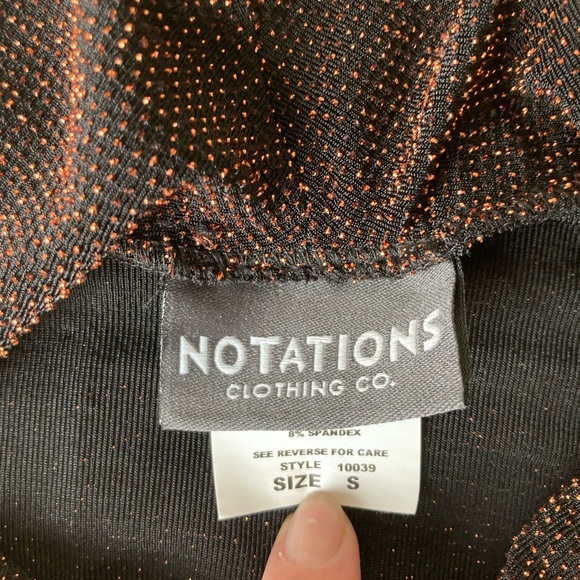 NOTATIONS
CLOTHING CO.
8% SPANDEX
SEE REVERSE FOR CARE
STYLE 10039
SIZE S